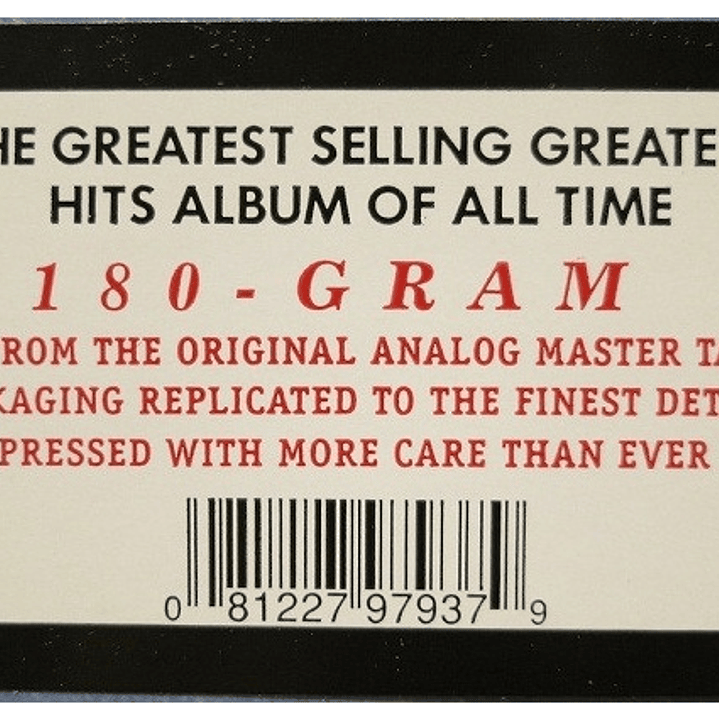 HE GREATEST SELLING GREATE
HITS ALBUM OF ALL TIME
180-GRAM
ROM THE ORIGINAL ANALOG MASTER TA
KAGING REPLICATED TO THE FINEST DET
PRESSED WITH MORE CARE THAN EVER
0 81227 97937 9